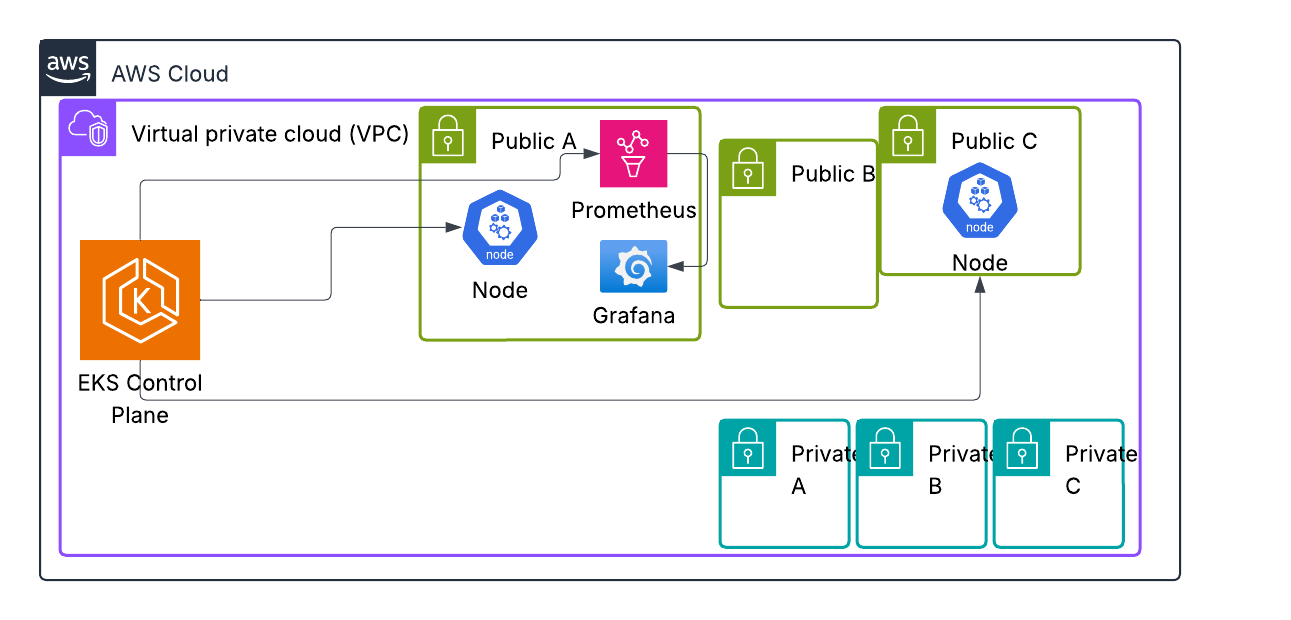 aws
AWS Cloud
Virtual private cloud (VPC)
Public A
Public B
Public C
Prometheus
node
Node
Grafana
node
Node
K
EKS Control
Plane
Private
A
Private
B
Private
C